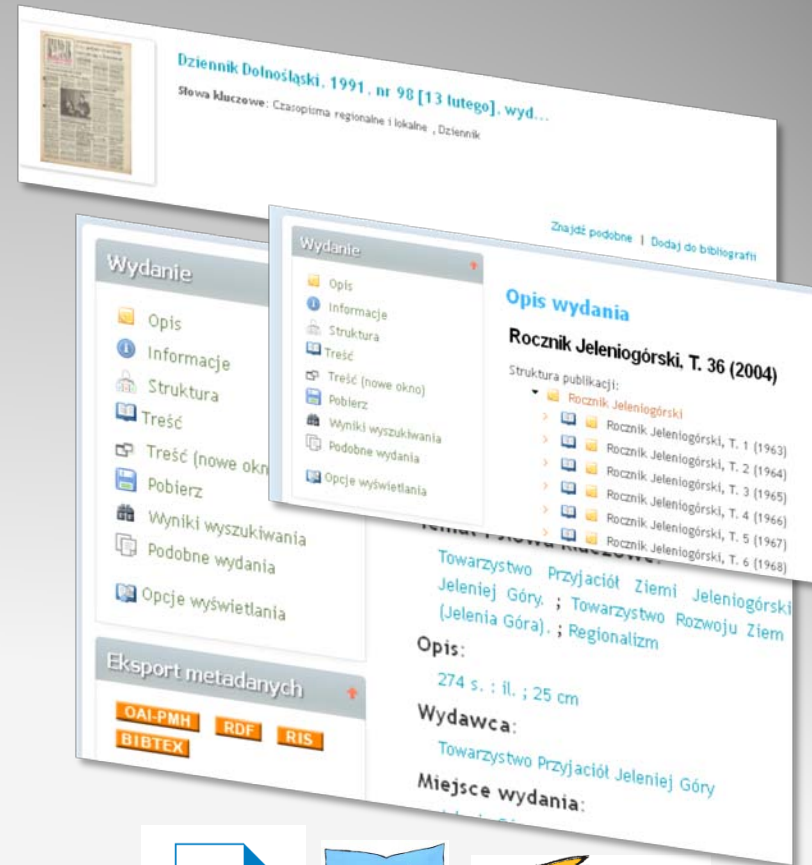 Dziennik Dolnośląski, 1991, nr 98 [13 lutego], wyd...
Słowa kluczowe: Czasopisma regionalne i lokalne , Dziennik
Znajdź podobne | Dodaj do bibliografii
Wydanie
Opis
Informacje
Struktura
Treść
Treść (nowe okno)
Pobierz
Wyniki wyszukiwania
Podobne wydania
Opcje wyświetlania
Opis wydania
Rocznik Jeleniogórski, T. 36 (2004)
Struktura publikacji:
Rocznik Jeleniogórski
Rocznik Jeleniogórski, T. 1 (1963)
Rocznik Jeleniogórski, T. 2 (1964)
Rocznik Jeleniogórski, T. 3 (1965)
Rocznik Jeleniogórski, T. 4 (1966)
Rocznik Jeleniogórski, T. 5 (1967)
Rocznik Jeleniogórski, T. 6 (1968)
Wydanie
Opis
Informacje
Struktura
Treść
Treść (nowe okn
Pobierz
Wyniki wyszukiwania
Podobne wydania
Opcje wyświetlania
Eksport metadanych
OAI-PMH RDF RIS
BIBTEX
Temat i słowa kluczowe:
Towarzystwo Przyjaciół Ziemi Jeleniogórski
Jeleniej Góry. ; Towarzystwo Rozwoju Ziem
(Jelenia Góra). ; Regionalizm
Opis:
274 s. : il. ; 25 cm
Wydawca:
Towarzystwo Przyjaciół Jeleniej Góry
Miejsce wydania: